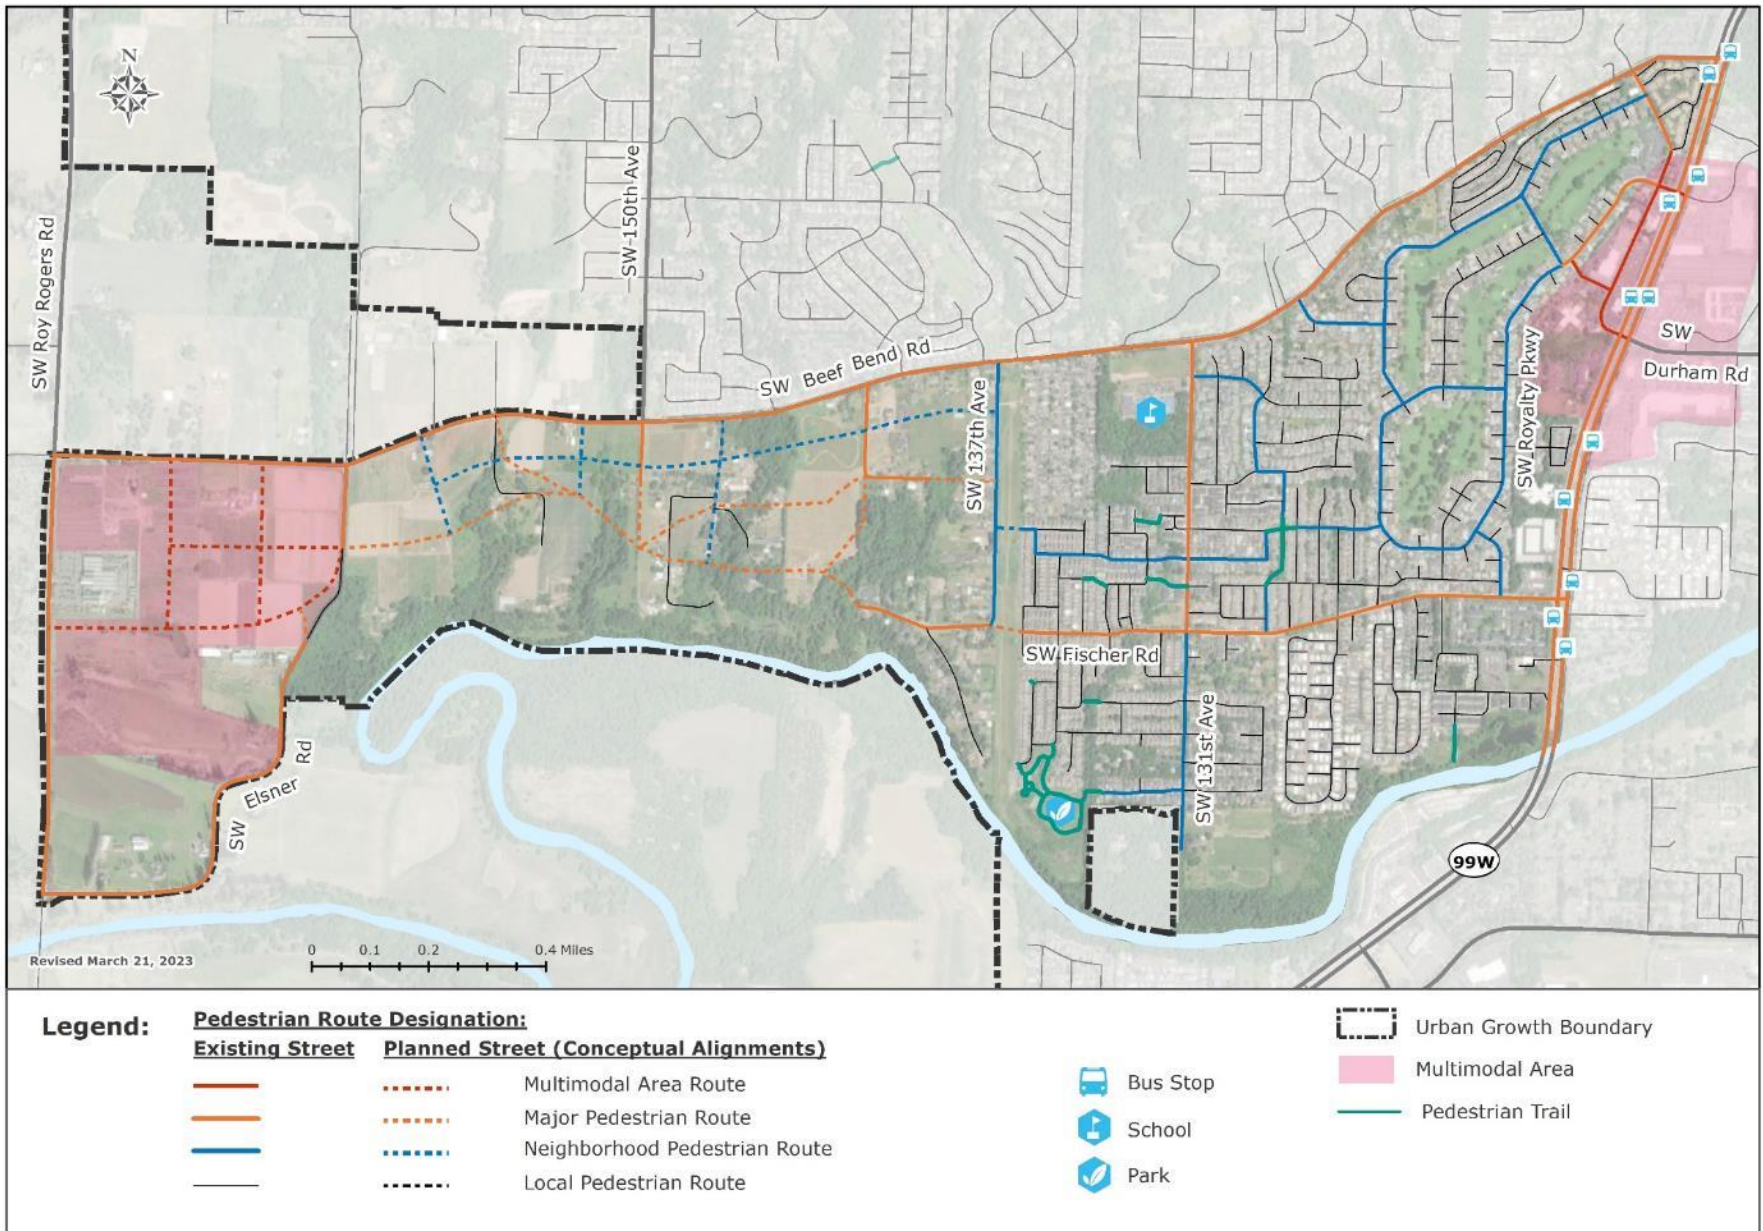 N
SW Roy Rogers Rd
SW 150th Ave
SW Beef Bend Rd
SW 137th Ave
SW Royalty Pkwy
SW
Durham Rd
SW Fischer Rd
SW 131st Ave
SW Elsner Rd
99W
Revised March 21, 2023
0 0.1 0.2 0.4 Miles
Legend:
Pedestrian Route Designation:
Existing Street Planned Street (Conceptual Alignments)
Multimodal Area Route
Major Pedestrian Route
Neighborhood Pedestrian Route
Local Pedestrian Route
Bus Stop
School
Park
Urban Growth Boundary
Multimodal Area
Pedestrian Trail